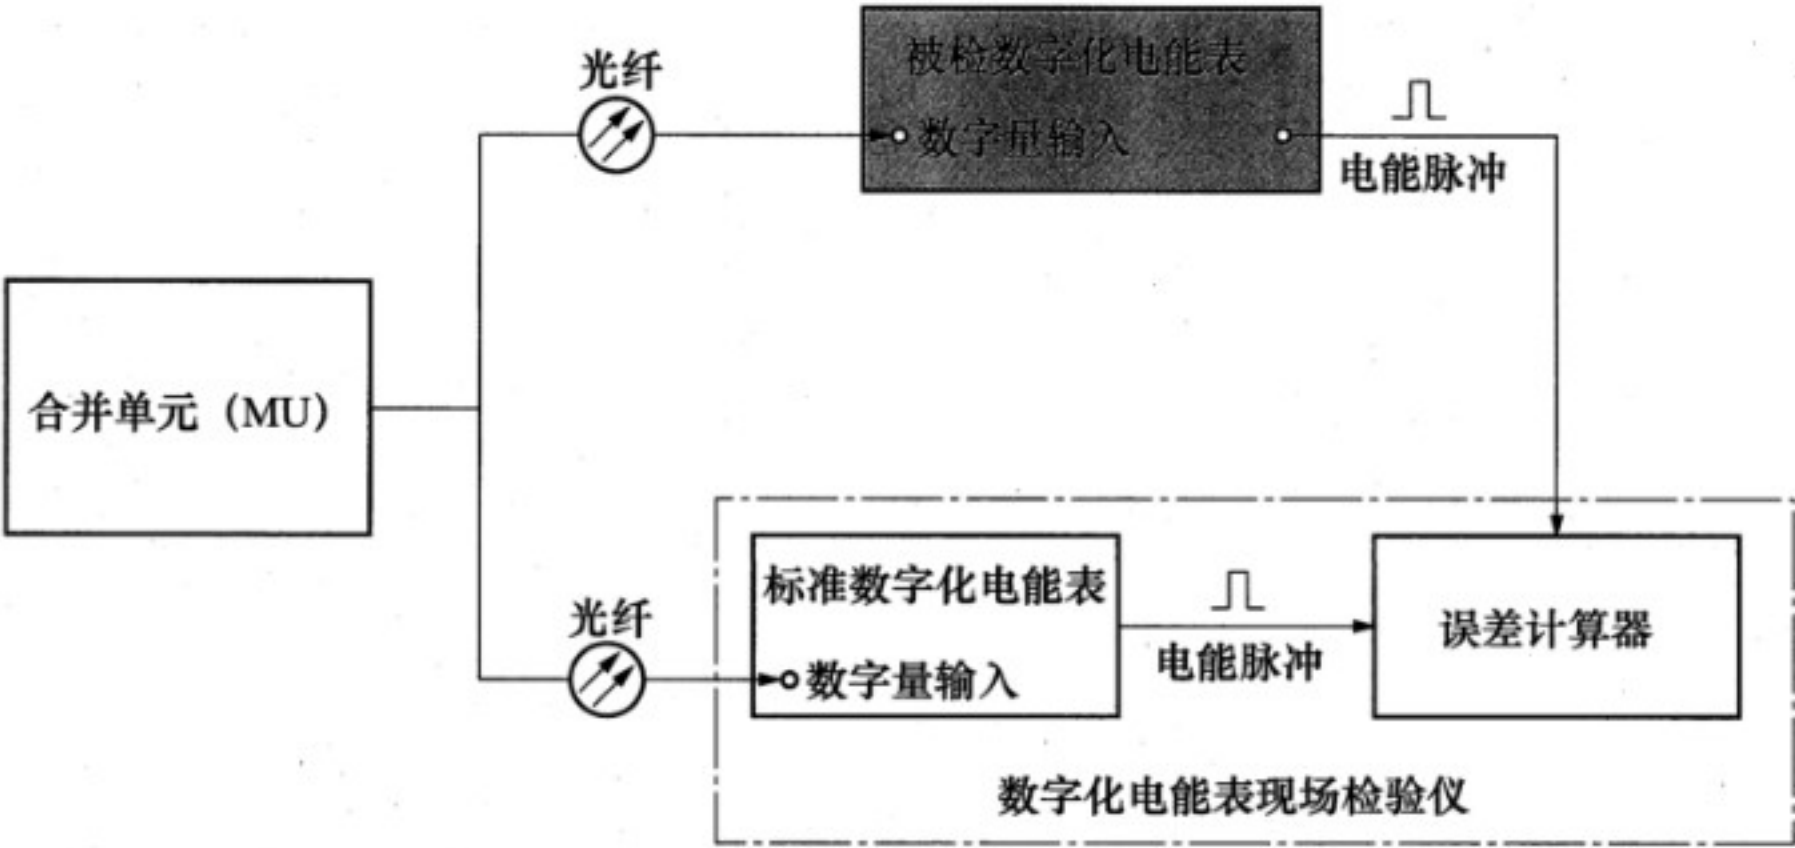 光纤
被检数字化电能表
数字量输入
电能脉冲
合并单元（MU）
光纤
标准数字化电能表
数字量输入
电能脉冲
误差计算器
数字化电能表现场检验仪